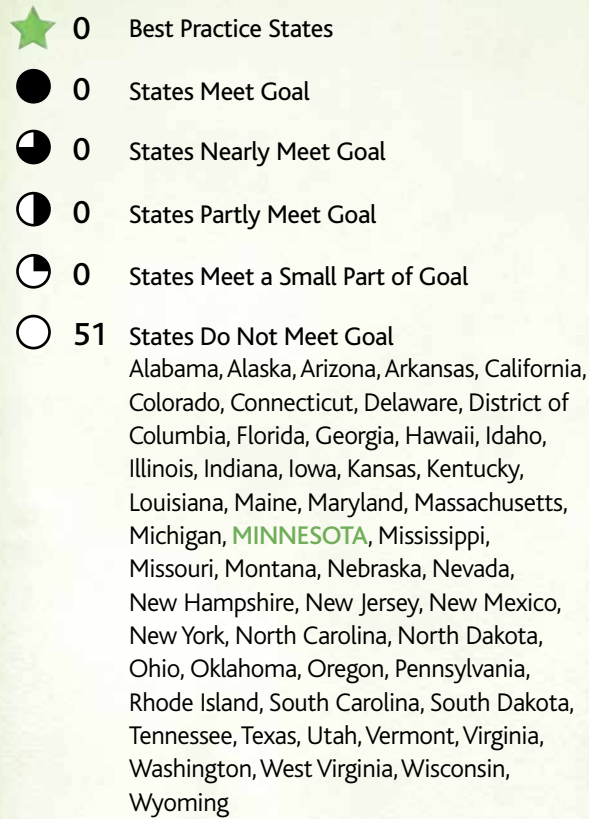 0 Best Practice States
0 States Meet Goal
0 States Nearly Meet Goal
0 States Partly Meet Goal
0 States Meet a Small Part of Goal
51 States Do Not Meet Goal
Alabama, Alaska, Arizona, Arkansas, California,
Colorado, Connecticut, Delaware, District of
Columbia, Florida, Georgia, Hawaii, Idaho,
Illinois, Indiana, Iowa, Kansas, Kentucky,
Louisiana, Maine, Maryland, Massachusetts,
Michigan, MINNESOTA, Mississippi,
Missouri, Montana, Nebraska, Nevada,
New Hampshire, New Jersey, New Mexico,
New York, North Carolina, North Dakota,
Ohio, Oklahoma, Oregon, Pennsylvania,
Rhode Island, South Carolina, South Dakota,
Tennessee, Texas, Utah, Vermont, Virginia,
Washington, West Virginia, Wisconsin,
Wyoming